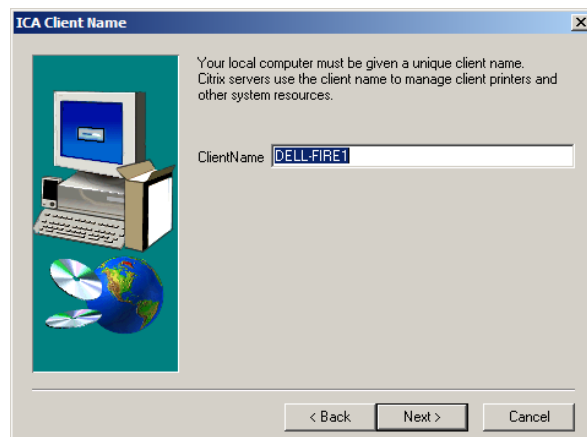 ICA Client Name
Your local computer must be given a unique client name.
Citrix servers use the client name to manage client printers and
other system resources.
ClientName DELL-FIRE1
< Back Next > Cancel